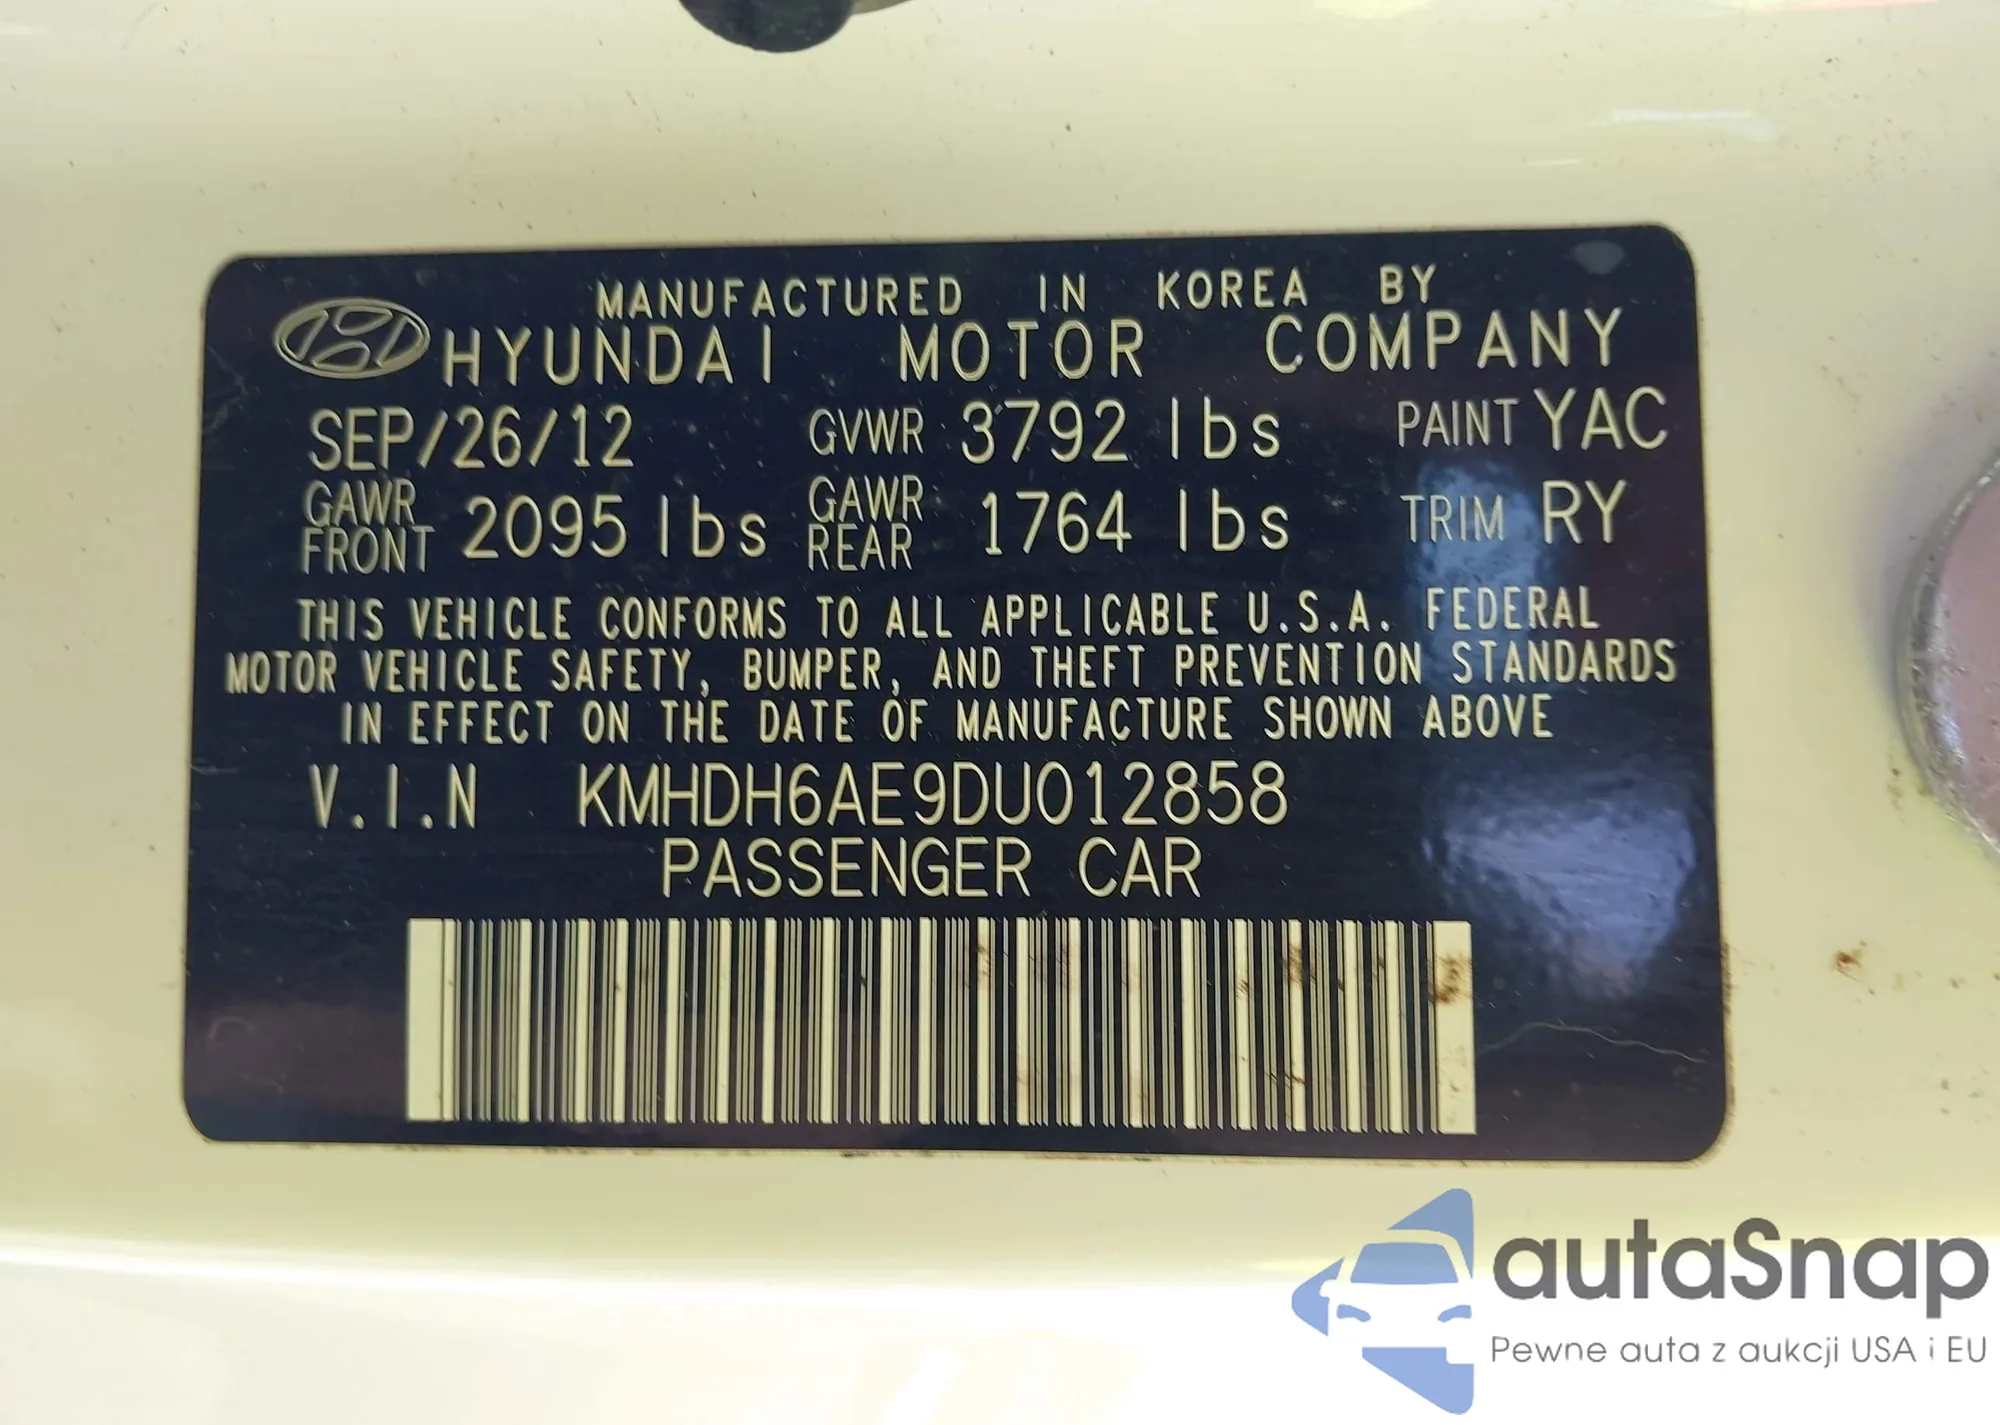 MANUFACTURED IN KOREA BY
HYUNDAI MOTOR COMPANY
SEP/26/12 GVWR 3792 lbs PAINT YAC
GAWR FRONT 2095 lbs GAWR REAR 1764 lbs TRIM RY
THIS VEHICLE CONFORMS TO ALL APPLICABLE U.S.A. FEDERAL
MOTOR VEHICLE SAFETY, BUMPER, AND THEFT PREVENTION STANDARDS
IN EFFECT ON THE DATE OF MANUFACTURE SHOWN ABOVE
V.I.N KMHDH6AE9DU012858
PASSENGER CAR
autaSnap
Pewne auta z aukcji USA i EU